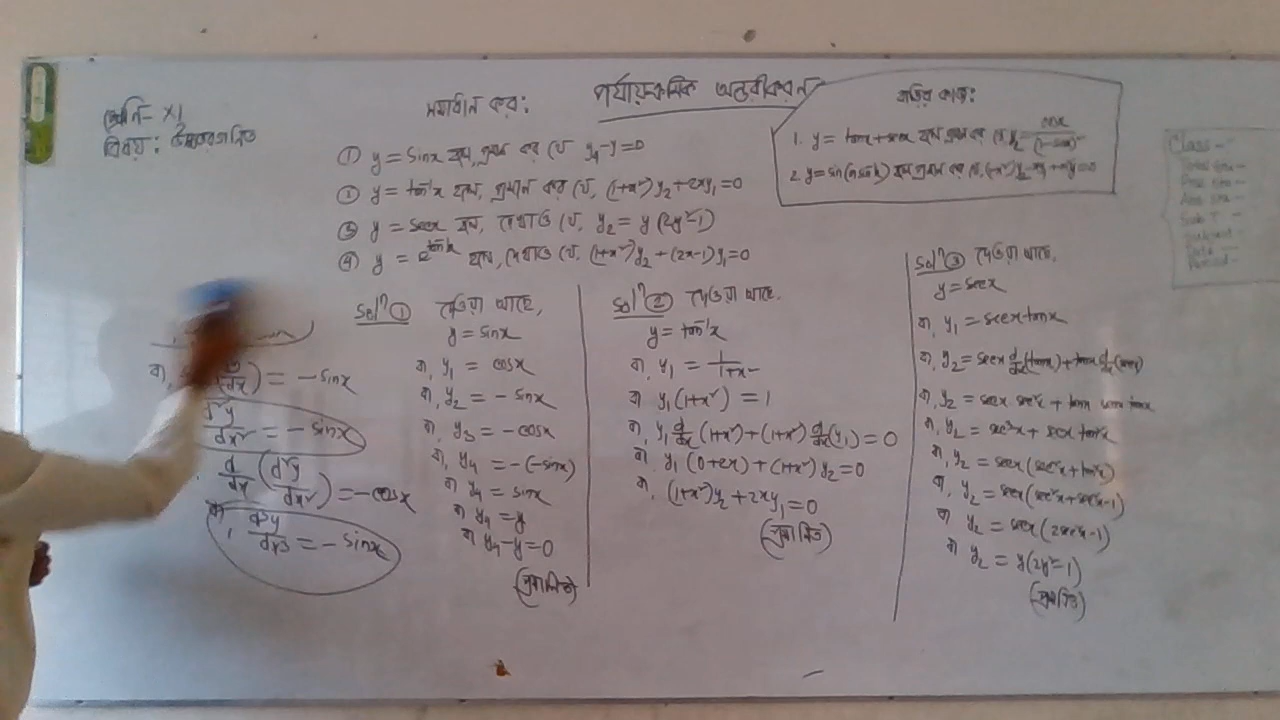 পর্যায়ক্রমিক অন্তরীকরণ
শ্রেনি- XI
বিষয়: উচ্চতরগনিত
সমাধান কর:
① y = sinx হলে, প্রমান কর যে y₄-y=0
② y = tan⁻¹x হলে, প্রমান কর যে, (1+x²)y₂+2xy₁=0
③ y = secx হলে, দেখাও যে, y₂ = y(2y²-1)
④ y = e^(tan⁻¹x) হলে, দেখাও যে, (1+x²)y₂+(2x-1)y₁=0
বাড়ির কাজ:
1. y = tanx+secx হলে প্রমান কর যে, y₂ = cosx/(1-sinx)²
2. y=sin(m sin⁻¹x) হলে প্রমান কর যে, (1-x²)y₂-xy₁+m²y=0
Class-
= -sinx
d²y/dx² = -sinx
d/dx(d²y/dx²) = -cosx
বা, d³y/dx3 = -sinx
Solⁿ ① দেওয়া আছে,
y = sinx
বা, y₁ = cosx
বা, y₂ = -sinx
বা, y₃ = -cosx
বা, y₄ = -(-sinx)
বা y₄ = sinx
বা y₄ = y
বা y₄-y=0
(প্রমানিত)
Solⁿ ② দেওয়া আছে,
y = tan⁻¹x
বা, y₁ = 1/1+x²
বা y₁(1+x²) = 1
বা, y₁ d/dx(1+x²)+(1+x²) d/dx(y₁) = 0
বা, y₁(0+2x)+(1+x²)y₂=0
বা, (1+x²)y₂+2xy₁=0
(প্রমানিত)
Solⁿ ③ দেওয়া আছে,
y = secx
বা, y₁ = secx tanx
বা, y₂ = secx d/dx(tanx)+tanx d/dx(secx)
বা, y₂ = secx sec²x + tanx secx tanx
বা, y₂ = sec³x + secx tan²x
বা, y₂ = secx(sec²x+tan²x)
বা, y₂ = secx(sec²x+sec²x-1)
বা y₂ = secx(2sec²x-1)
বা y₂ = y(2y²-1)
(প্রমানিত)